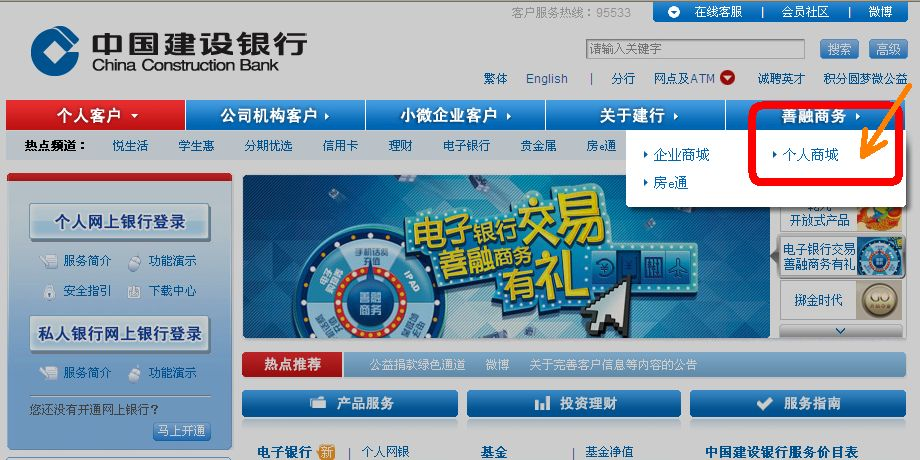 客户服务热线：95533
在线客服 | 会员社区 | 微博
中国建设银行
China Construction Bank
请输入关键字 搜索 高级
繁体 English | 分行 网点及ATM 诚聘英才 积分圆梦微公益
个人客户 公司机构客户 小微企业客户 关于建行 善融商务
热点频道： 悦生活 学生惠 分期优选 信用卡 理财 电子银行 贵金属 房e通
企业商城 个人商城
房e通
个人网上银行登录
服务简介 功能演示
安全指引 下载中心
私人银行网上银行登录
服务简介 功能演示
您还没有开通网上银行？
马上开通
手机话费充值
IPAD
善融商务
电子银行交易
善融商务有礼
开放式产品
电子银行交易
善融商务有礼
掷金时代
GO
热点推荐 公益捐款绿色通道 微博 关于完善客户信息等内容的公告
产品服务 投资理财 服务指南
电子银行 新 | 个人网银 基金 | 基金净值 中国建设银行服务价目表